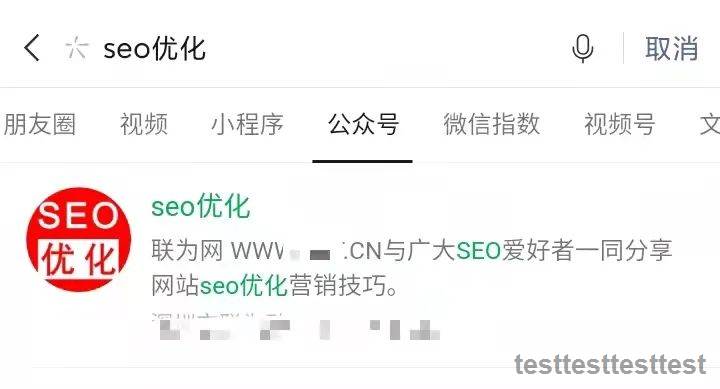 seo优化
取消
朋友圈 视频 小程序 公众号 微信指数 视频号 文
SEO
优化
seo优化
联为网 WWW .CN与广大SEO爱好者一同分享
网站seo优化营销技巧。
testtesttesttest